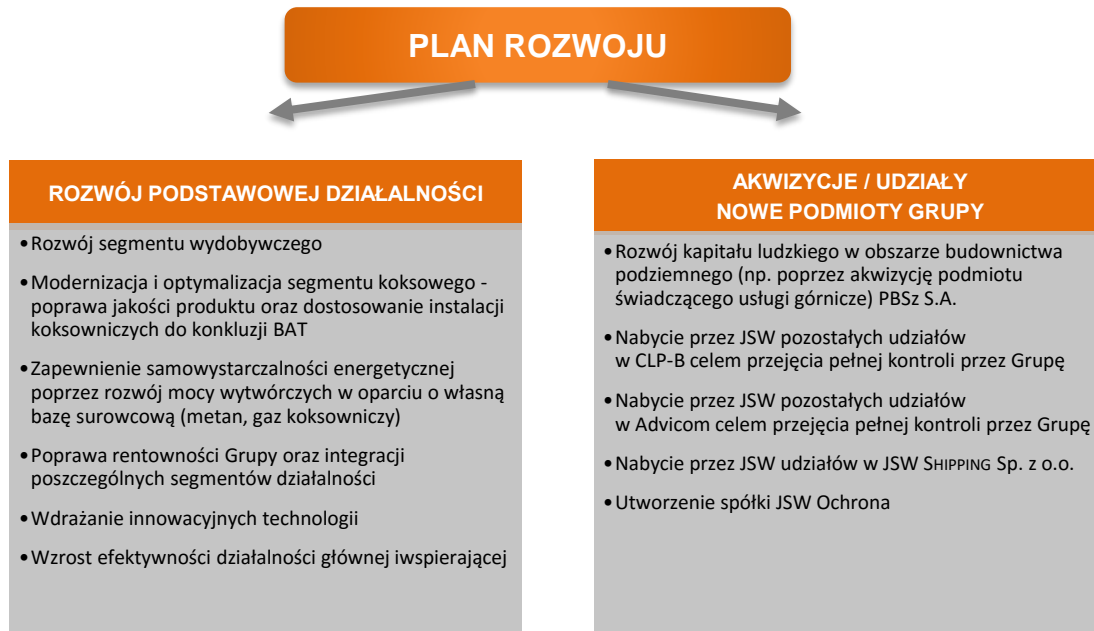 PLAN ROZWOJU
ROZWÓJ PODSTAWOWEJ DZIAŁALNOŚCI
•Rozwój segmentu wydobywczego
•Modernizacja i optymalizacja segmentu koksowego -
poprawa jakości produktu oraz dostosowanie instalacji
koksowniczych do konkluzji BAT
•Zapewnienie samowystarczalności energetycznej
poprzez rozwój mocy wytwórczych w oparciu o własną
bazę surowcową (metan, gaz koksowniczy)
•Poprawa rentowności Grupy oraz integracji
poszczególnych segmentów działalności
•Wdrażanie innowacyjnych technologii
•Wzrost efektywności działalności głównej iwspierającej
AKWIZYCJE / UDZIAŁY
NOWE PODMIOTY GRUPY
•Rozwój kapitału ludzkiego w obszarze budownictwa
podziemnego (np. poprzez akwizycję podmiotu
świadczącego usługi górnicze) PBSz S.A.
•Nabycie przez JSW pozostałych udziałów
w CLP-B celem przejęcia pełnej kontroli przez Grupę
•Nabycie przez JSW pozostałych udziałów
w Advicom celem przejęcia pełnej kontroli przez Grupę
•Nabycie przez JSW udziałów w JSW SHIPPING Sp. z o.o.
•Utworzenie spółki JSW Ochrona